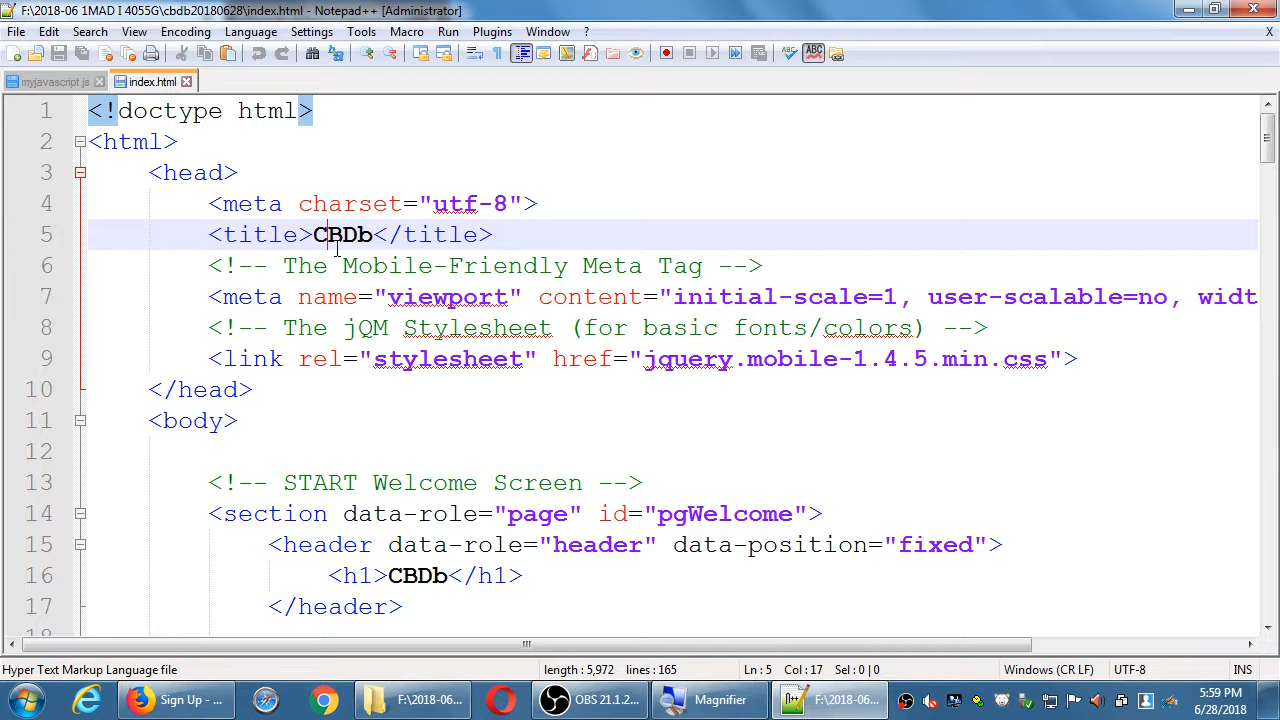 F:\2018-06 1MAD I 4055G\cbdb20180628\index.html - Notepad++ [Administrator]
File Edit Search View Encoding Language Settings Tools Macro Run Plugins Window ? X
myjavascript.js index.html
1 <!doctype html>
2 <html>
3 <head>
4 <meta charset="utf-8">
5 <title>CBDb</title>
6 <!-- The Mobile-Friendly Meta Tag -->
7 <meta name="viewport" content="initial-scale=1, user-scalable=no, widt
8 <!-- The jQM Stylesheet (for basic fonts/colors) -->
9 <link rel="stylesheet" href="jquery.mobile-1.4.5.min.css">
10 </head>
11 <body>
12
13 <!-- START Welcome Screen -->
14 <section data-role="page" id="pgWelcome">
15 <header data-role="header" data-position="fixed">
16 <h1>CBDb</h1>
17 </header>
Hyper Text Markup Language file length : 5,972 lines : 165 Ln : 5 Col : 17 Sel : 0 | 0 Windows (CR LF) UTF-8 INS
Sign Up - ... F:\2018-06... OBS 21.1.2... Magnifier F:\2018-06... 5:59 PM
6/28/2018